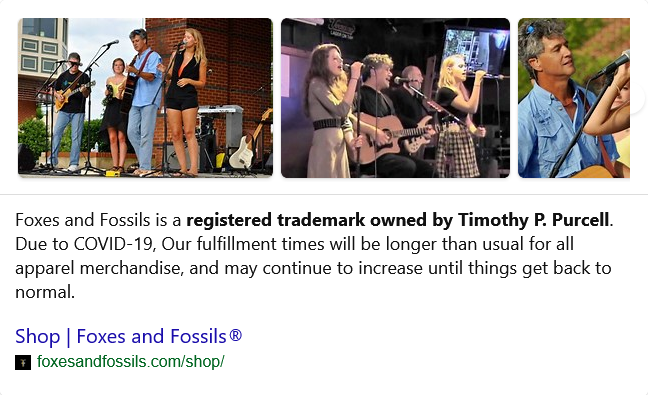 Foxes and Fossils is a registered trademark owned by Timothy P. Purcell.
Due to COVID-19, Our fulfillment times will be longer than usual for all
apparel merchandise, and may continue to increase until things get back to
normal.
Shop | Foxes and Fossils®
foxesandfossils.com/shop/